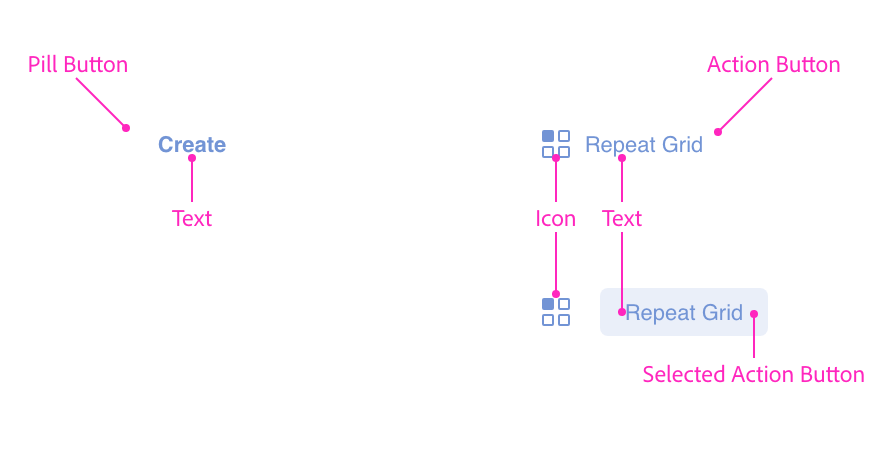 Pill Button
Action Button
Create
Repeat Grid
Text
Icon
Text
Repeat Grid
Selected Action Button